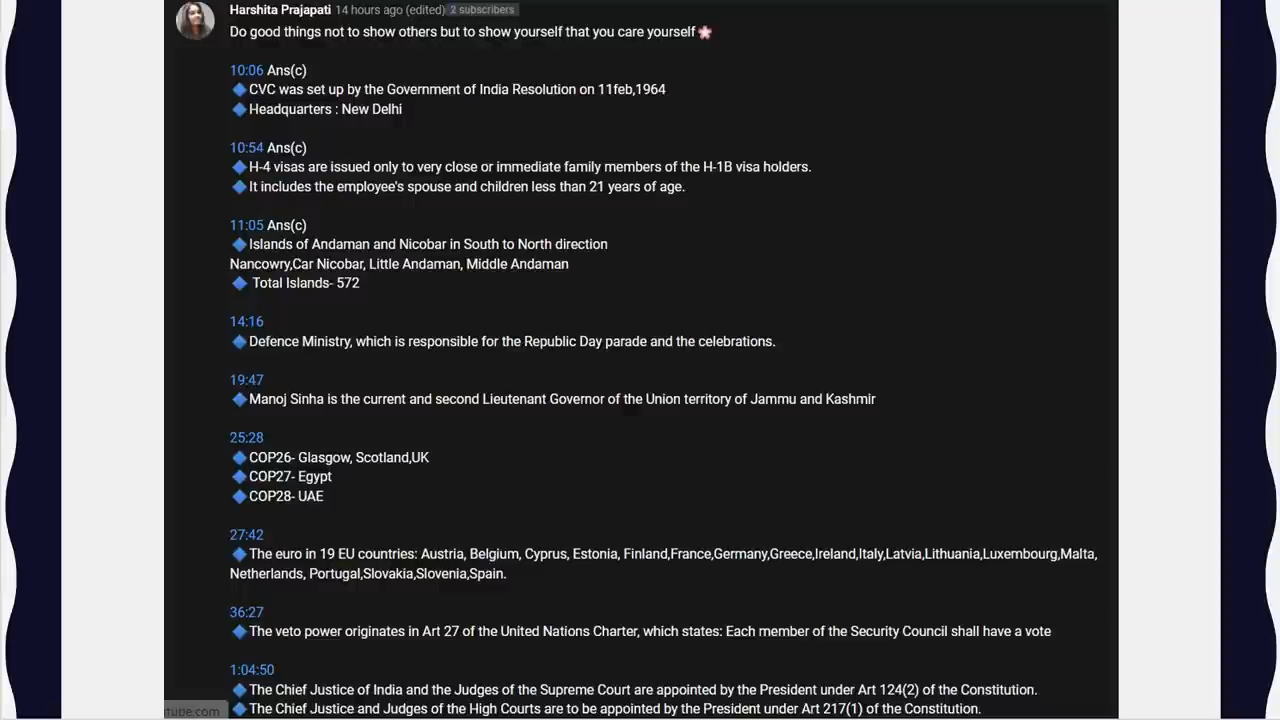 Harshita Prajapati 14 hours ago (edited) 2 subscribers
Do good things not to show others but to show yourself that you care yourself🌸
10:06 Ans(c)
🔷CVC was set up by the Government of India Resolution on 11feb,1964
🔷Headquarters : New Delhi
10:54 Ans(c)
🔷H-4 visas are issued only to very close or immediate family members of the H-1B visa holders.
🔷It includes the employee's spouse and children less than 21 years of age.
11:05 Ans(c)
🔷Islands of Andaman and Nicobar in South to North direction
Nancowry,Car Nicobar, Little Andaman, Middle Andaman
🔷 Total Islands- 572
14:16
🔷Defence Ministry, which is responsible for the Republic Day parade and the celebrations.
19:47
🔷Manoj Sinha is the current and second Lieutenant Governor of the Union territory of Jammu and Kashmir
25:28
🔷COP26- Glasgow, Scotland,UK
🔷COP27- Egypt
🔷COP28- UAE
27:42
🔷The euro in 19 EU countries: Austria, Belgium, Cyprus, Estonia, Finland,France,Germany,Greece,Ireland,Italy,Latvia,Lithuania,Luxembourg,Malta,
Netherlands, Portugal,Slovakia,Slovenia,Spain.
36:27
🔷The veto power originates in Art 27 of the United Nations Charter, which states: Each member of the Security Council shall have a vote
1:04:50
🔷The Chief Justice of India and the Judges of the Supreme Court are appointed by the President under Art 124(2) of the Constitution.
🔷The Chief Justice and Judges of the High Courts are to be appointed by the President under Art 217(1) of the Constitution.